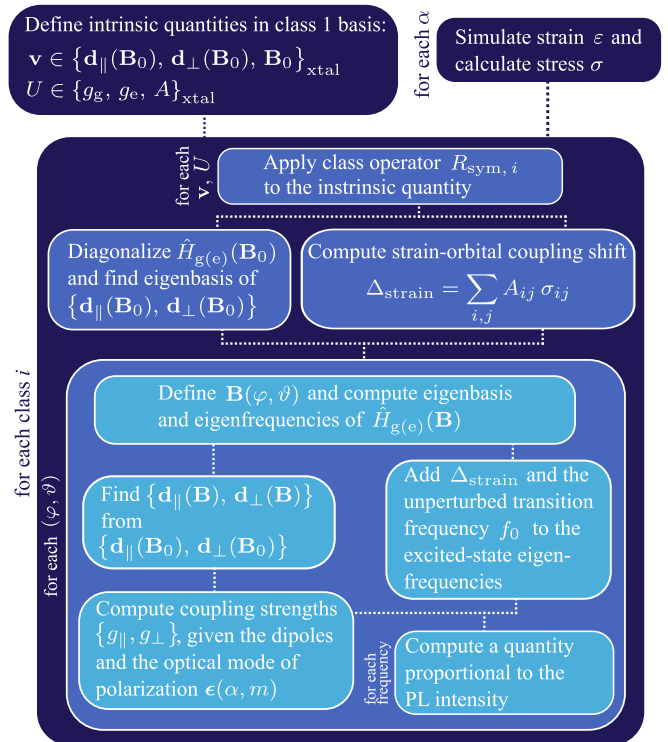 Define intrinsic quantities in class 1 basis:
v ∈ {d∥(B₀), d⊥(B₀), B₀}xtal
U ∈ {g_g, g_e, A}xtal
for each α
Simulate strain ε and
calculate stress σ
for each
v, U
Apply class operator R_sym, i
to the instrinsic quantity
Diagonalize Ĥg(e)(B₀)
and find eigenbasis of
{d∥(B₀), d⊥(B₀)}
Compute strain-orbital coupling shift
Δstrain = ∑i,j Aij σij
for each class i
for each (φ, ϑ)
Define B(φ, ϑ) and compute eigenbasis
and eigenfrequencies of Ĥg(e)(B)
Find {d∥(B), d⊥(B)}
from
{d∥(B₀), d⊥(B₀)}
Add Δstrain and the
unperturbed transition
frequency f₀ to the
excited-state eigen-
frequencies
Compute coupling strengths
{g∥, g⊥}, given the dipoles
and the optical mode of
polarization ϵ(α, m)
for each
frequency
Compute a quantity
proportional to the
PL intensity